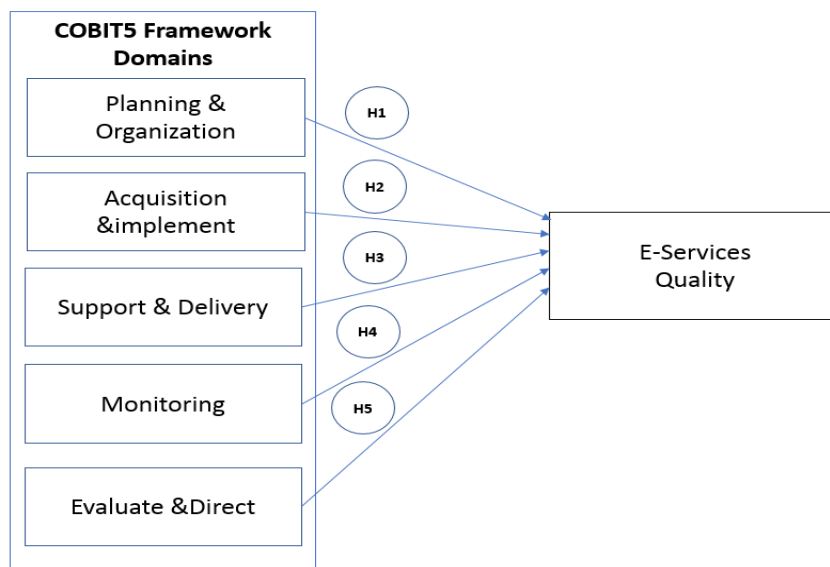 COBIT5 Framework
Domains
Planning &
Organization
H1
Acquisition
&implement
H2
H3
E-Services
Quality
Support & Delivery
H4
Monitoring
H5
Evaluate &Direct